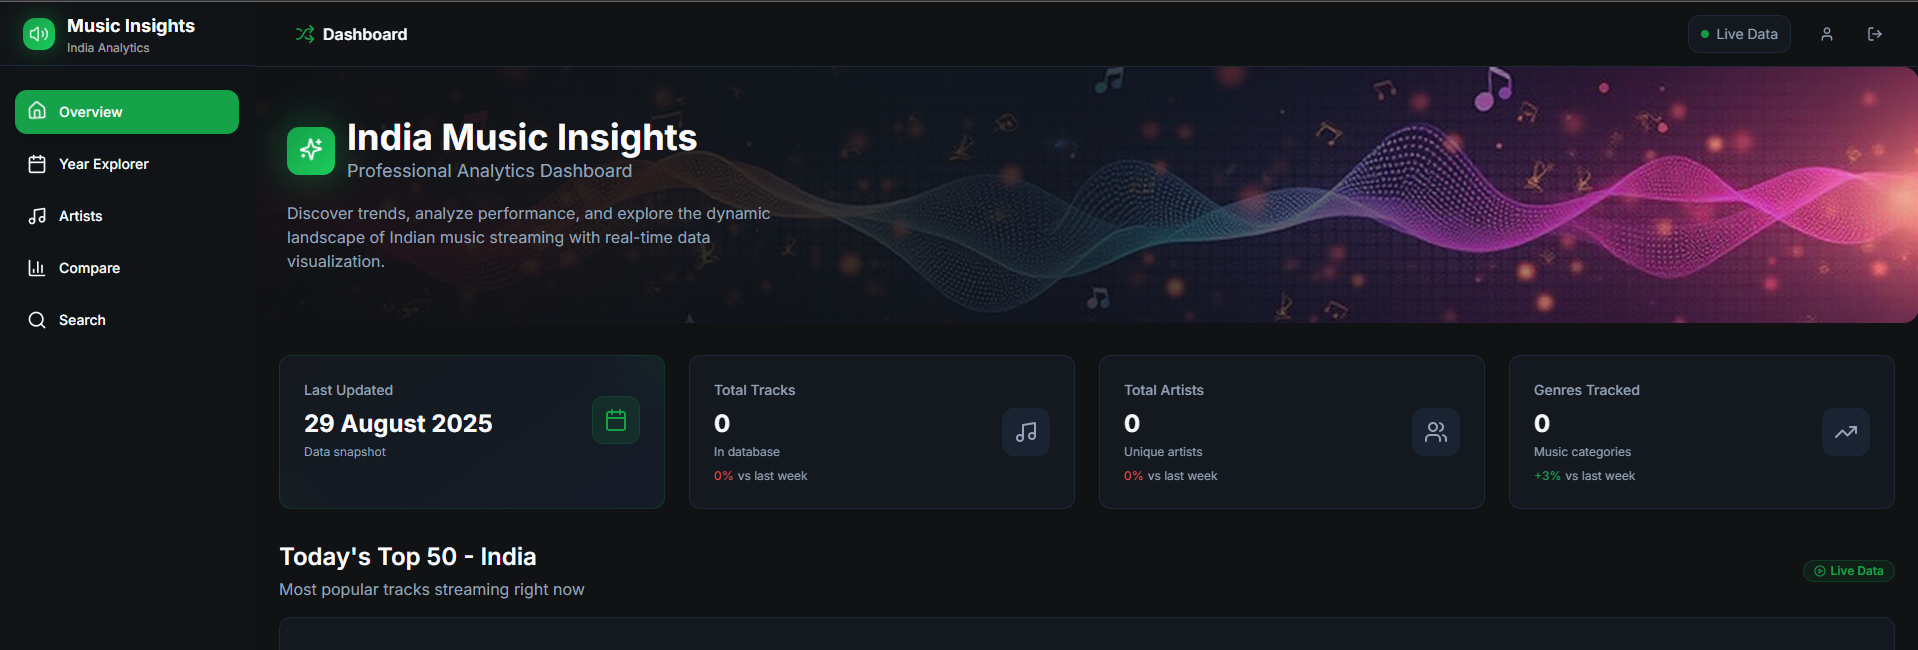 Music Insights
India Analytics
Dashboard
Live Data
Overview
Year Explorer
Artists
Compare
Search
India Music Insights
Professional Analytics Dashboard
Discover trends, analyze performance, and explore the dynamic
landscape of Indian music streaming with real-time data
visualization.
Last Updated
29 August 2025
Data snapshot
Total Tracks
0
In database
0% vs last week
Total Artists
0
Unique artists
0% vs last week
Genres Tracked
0
Music categories
+3% vs last week
Today's Top 50 - India
Most popular tracks streaming right now
Live Data